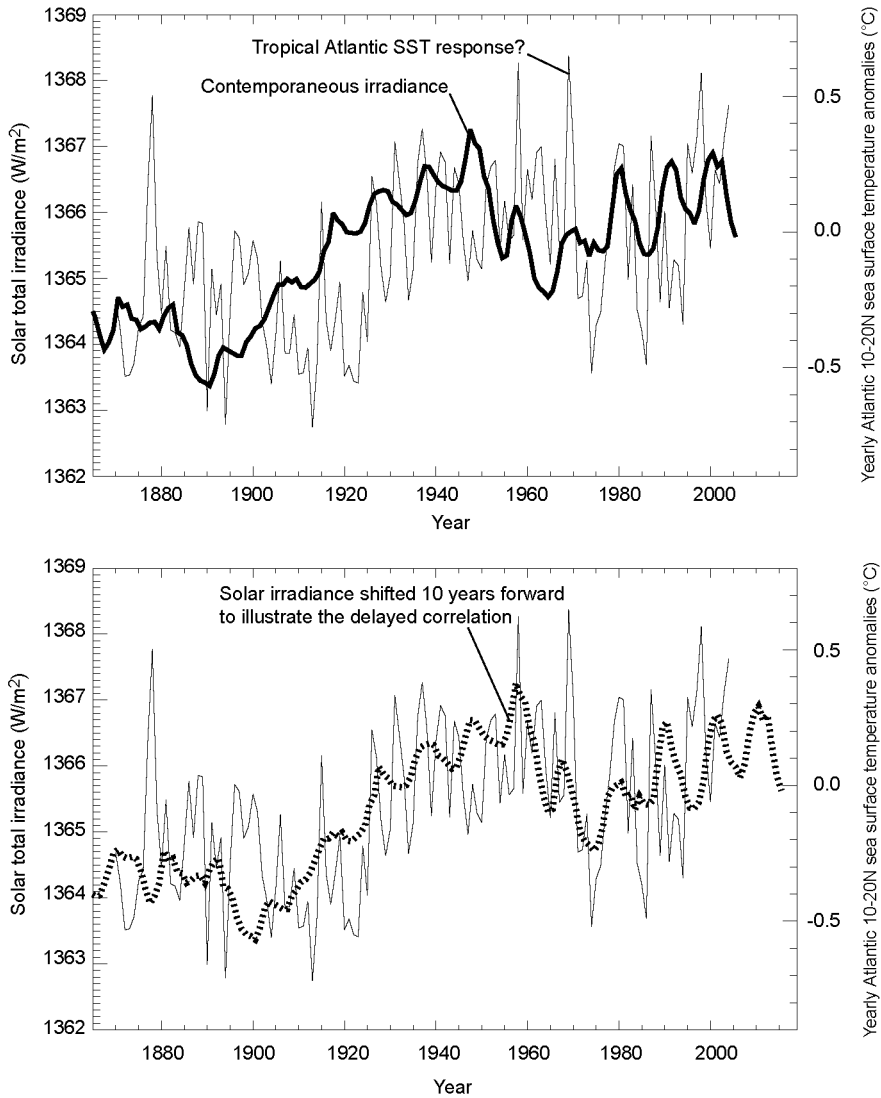 1369
1368
1367
1366
1365
1364
1363
1362
Solar total irradiance (W/m²)
Tropical Atlantic SST response?
Contemporaneous irradiance
0.5
0.0
-0.5
Yearly Atlantic 10-20N sea surface temperature anomalies (°C)
1880 1900 1920 1940 1960 1980 2000
Year
1369
1368
1367
1366
1365
1364
1363
1362
Solar total irradiance (W/m²)
Solar irradiance shifted 10 years forward
to illustrate the delayed correlation
0.5
0.0
-0.5
Yearly Atlantic 10-20N sea surface temperature anomalies (°C)
1880 1900 1920 1940 1960 1980 2000
Year